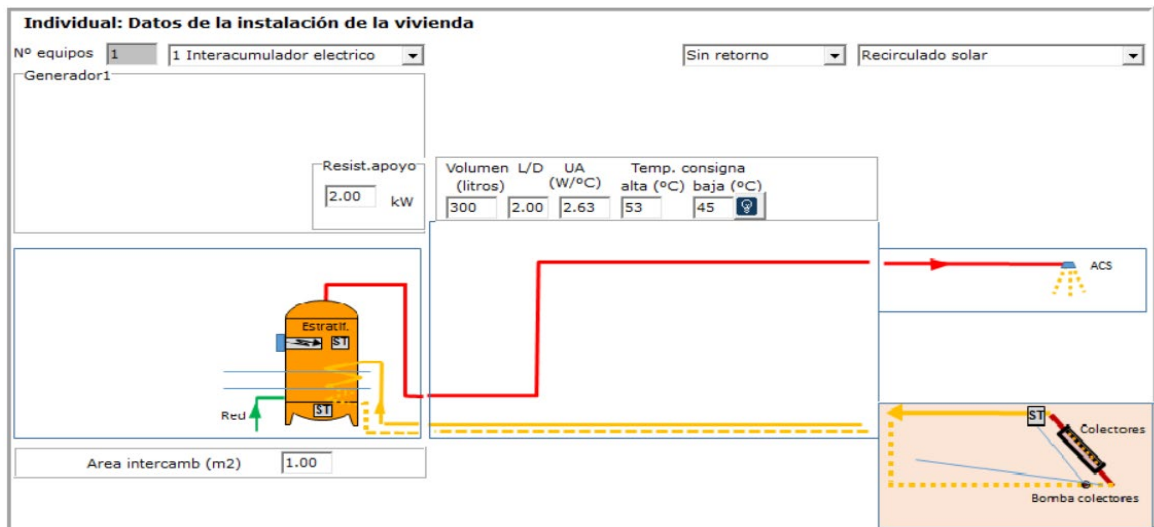 Individual: Datos de la instalación de la vivienda
Nº equipos 1 1 Interacumulador electrico Sin retorno Recirculado solar
Generador1
Resist.apoyo
2.00 kW
Volumen L/D UA Temp. consigna
(litros) (W/ºC) alta (ºC) baja (ºC)
300 2.00 2.63 53 45
ACS
Estratif.
ST
Red
ST
ST
Colectores
Bomba colectores
Area intercamb (m2) 1.00